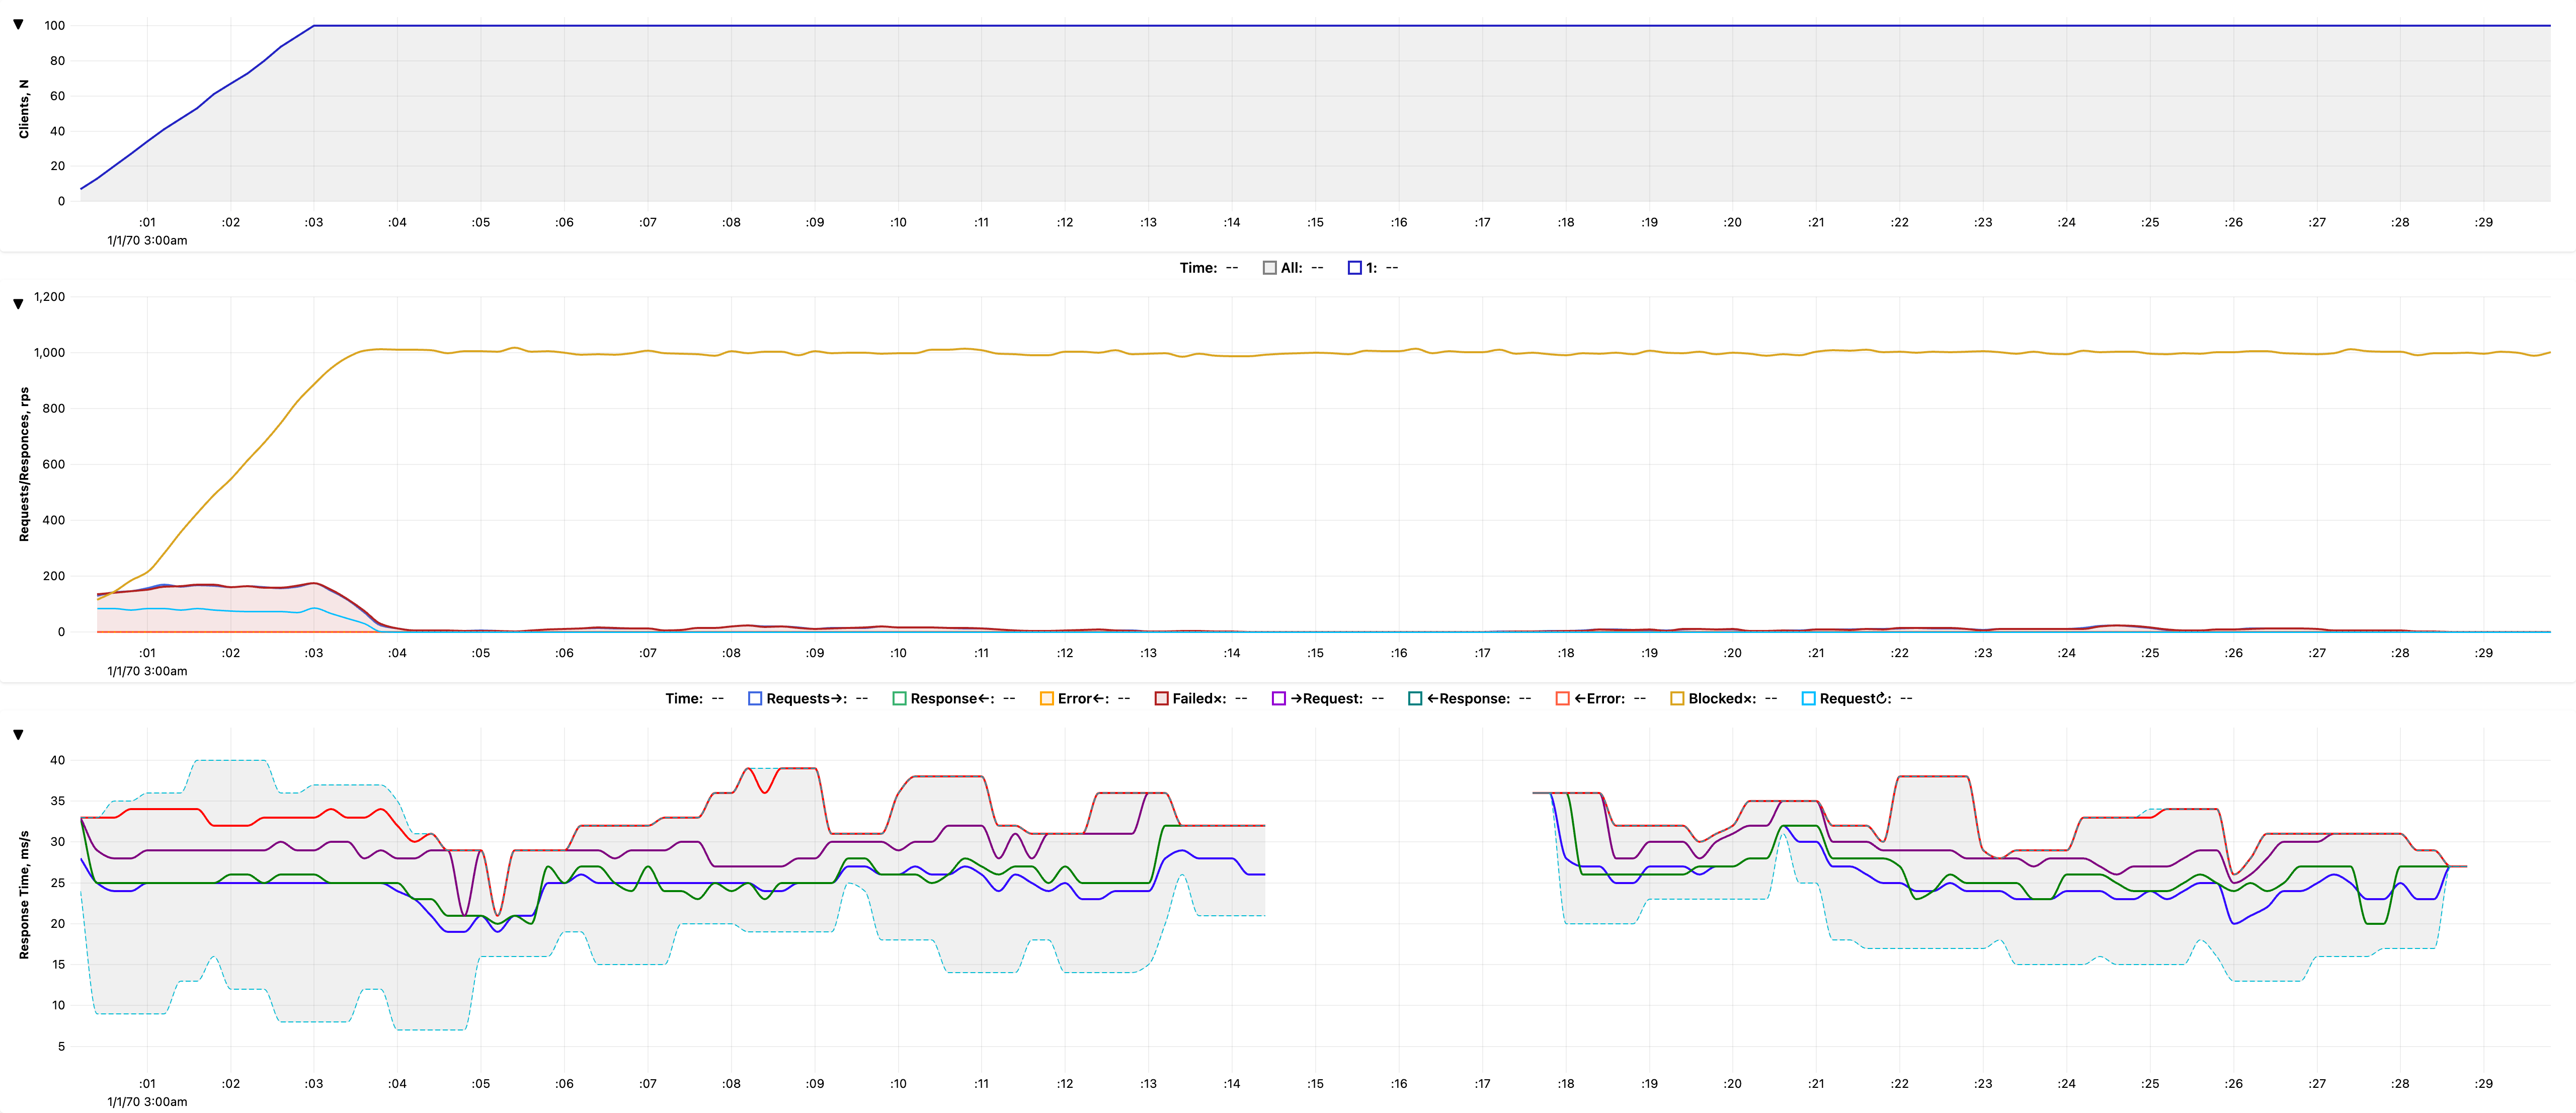 ▼
Clients, N
100
80
60
40
20
0
:01 :02 :03 :04 :05 :06 :07 :08 :09 :10 :11 :12 :13 :14 :15 :16 :17 :18 :19 :20 :21 :22 :23 :24 :25 :26 :27 :28 :29
1/1/70 3:00am
Time: -- All: -- 1: --
▼
Requests/Responces, rps
1,200
1,000
800
600
400
200
0
:01 :02 :03 :04 :05 :06 :07 :08 :09 :10 :11 :12 :13 :14 :15 :16 :17 :18 :19 :20 :21 :22 :23 :24 :25 :26 :27 :28 :29
1/1/70 3:00am
Time: -- Requests→: -- Response←: -- Error←: -- Failed×: -- →Request: -- ←Response: -- ←Error: -- Blocked×: -- Request↻: --
▼
Response Time, ms/s
40
35
30
25
20
15
10
5
:01 :02 :03 :04 :05 :06 :07 :08 :09 :10 :11 :12 :13 :14 :15 :16 :17 :18 :19 :20 :21 :22 :23 :24 :25 :26 :27 :28 :29
1/1/70 3:00am